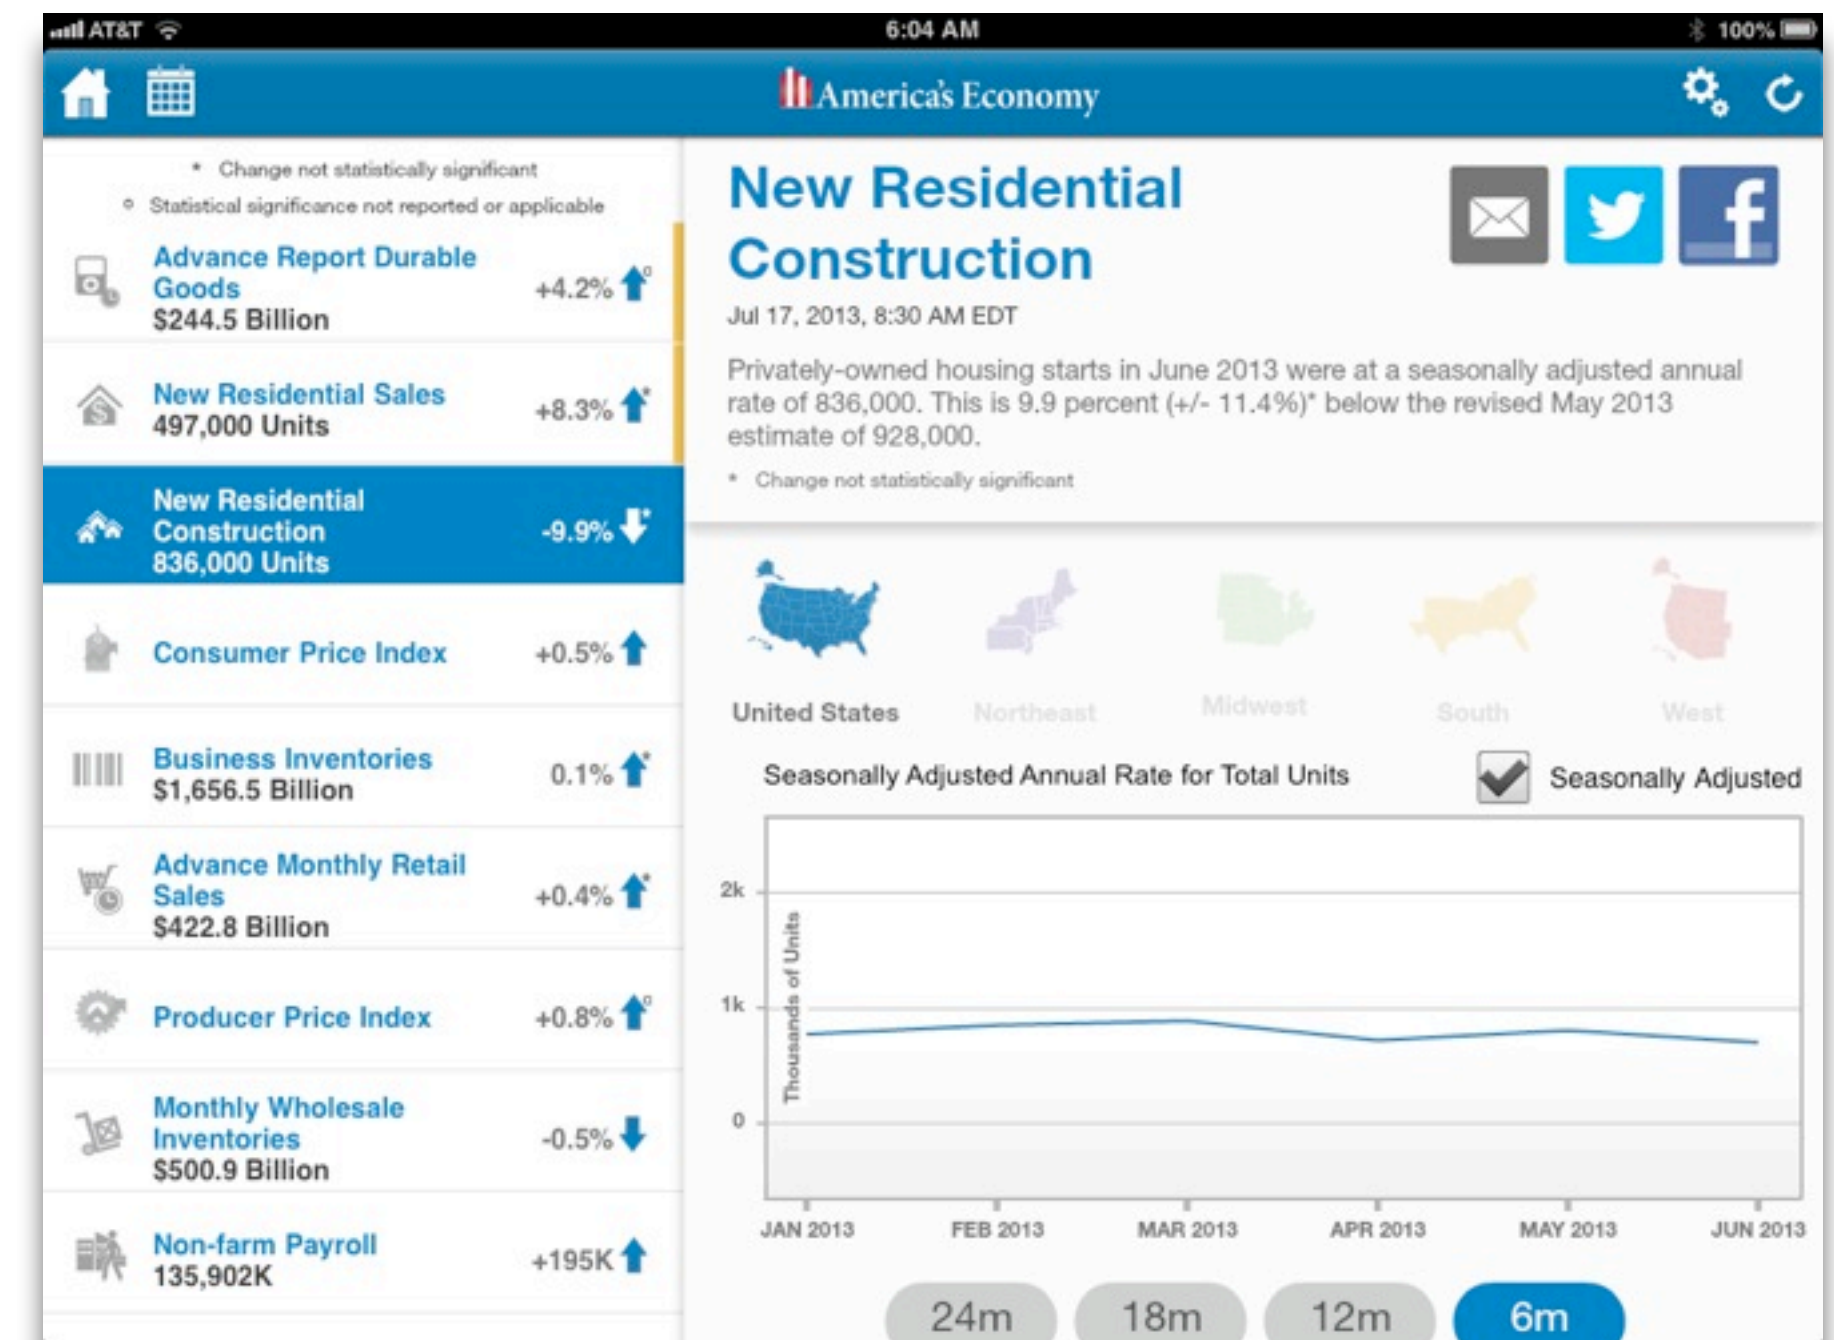 AT&T
6:04 AM
100%
America's Economy
* Change not statistically significant
o Statistical significance not reported or applicable
Advance Report Durable
Goods
$244.5 Billion
+4.2% o
New Residential Sales
497,000 Units
+8.3% *
New Residential
Construction
836,000 Units
-9.9% *
Consumer Price Index
+0.5%
Business Inventories
$1,656.5 Billion
0.1% *
Advance Monthly Retail
Sales
$422.8 Billion
+0.4% *
Producer Price Index
+0.8% o
Monthly Wholesale
Inventories
$500.9 Billion
-0.5%
Non-farm Payroll
135,902K
+195K
New Residential
Construction
Jul 17, 2013, 8:30 AM EDT
Privately-owned housing starts in June 2013 were at a seasonally adjusted annual
rate of 836,000. This is 9.9 percent (+/- 11.4%)* below the revised May 2013
estimate of 928,000.
* Change not statistically significant
United States
Northeast
Midwest
South
West
Seasonally Adjusted Annual Rate for Total Units
Seasonally Adjusted
2k
1k
0
Thousands of Units
JAN 2013
FEB 2013
MAR 2013
APR 2013
MAY 2013
JUN 2013
24m
18m
12m
6m